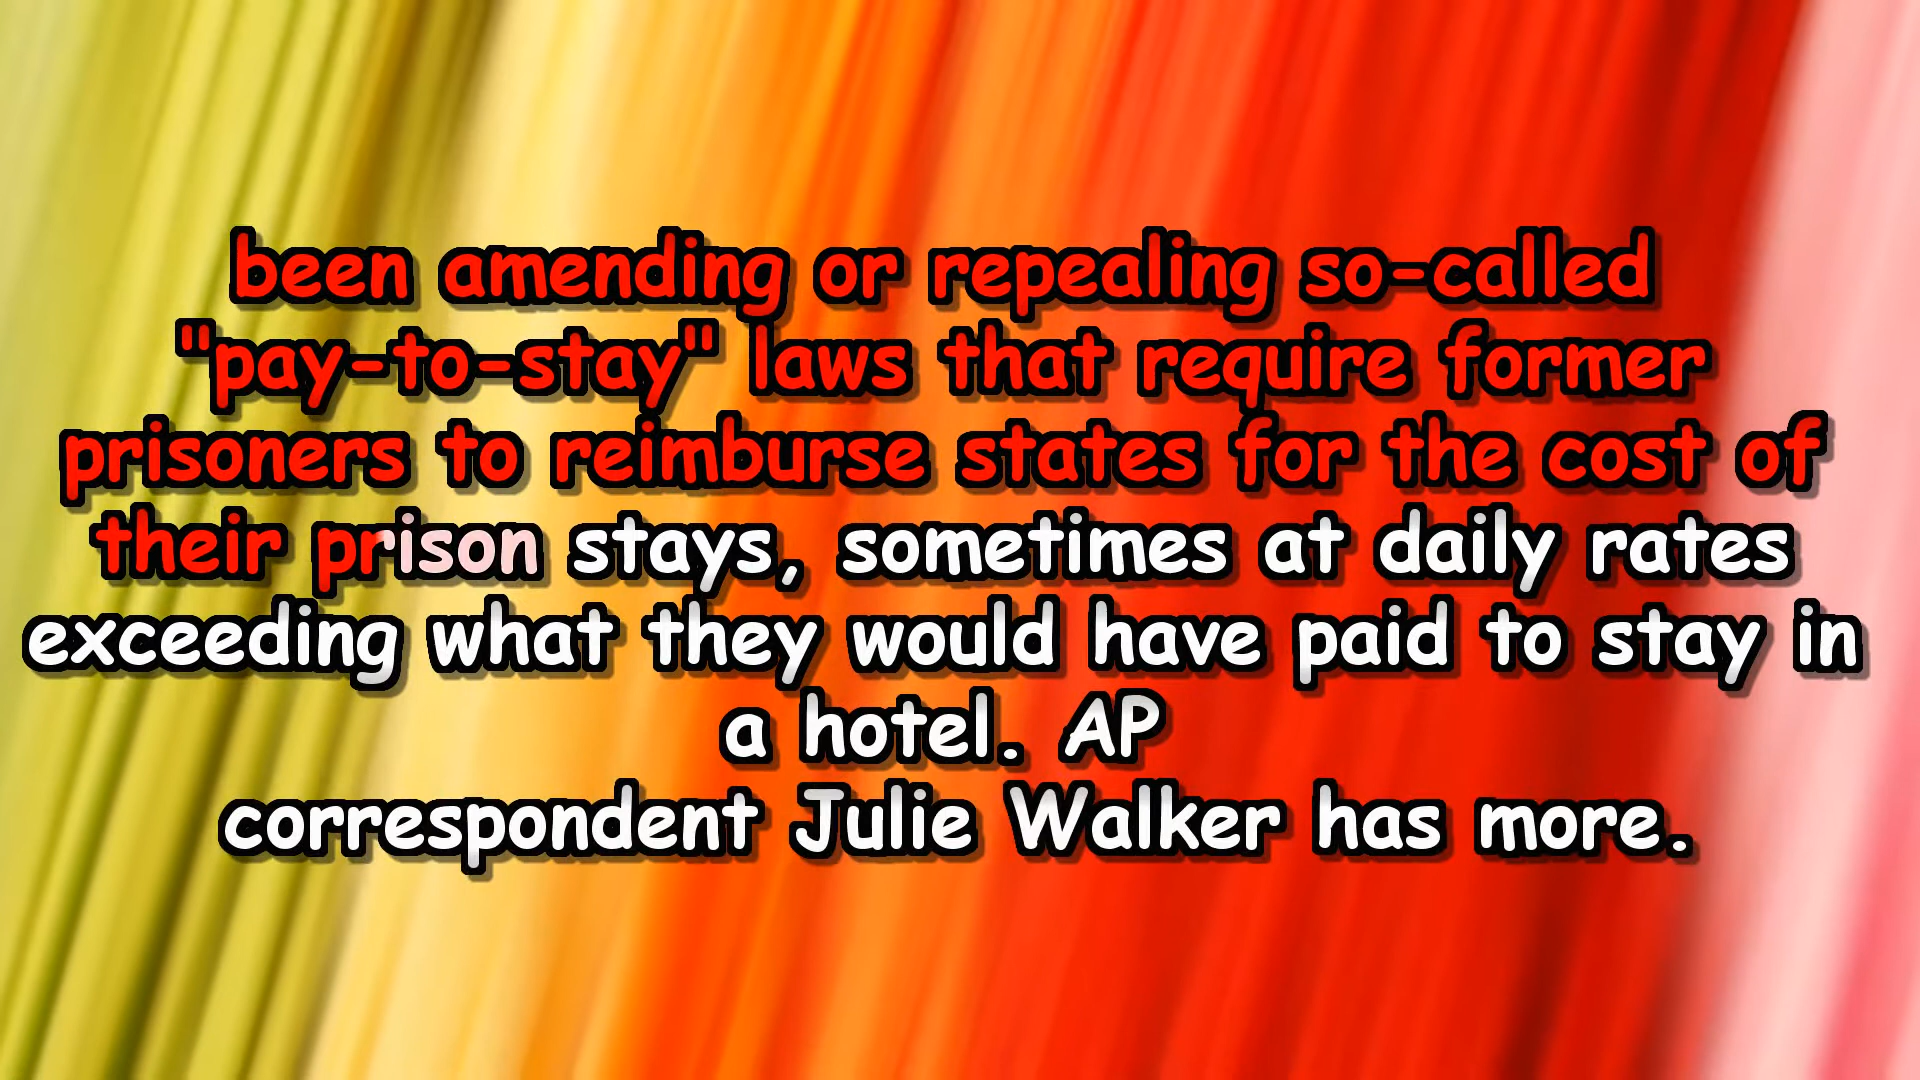 been amending or repealing so-called
"pay-to-stay" laws that require former
prisoners to reimburse states for the cost of
their prison stays, sometimes at daily rates
exceeding what they would have paid to stay in
a hotel. AP
correspondent Julie Walker has more.